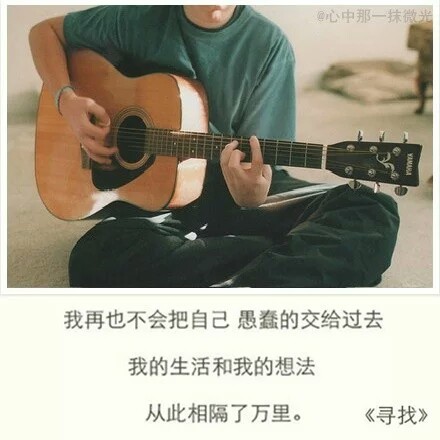 @心中那一抹微光
YAMAHA
我再也不会把自己 愚蠢的交给过去
我的生活和我的想法
从此相隔了万里。
《寻找》